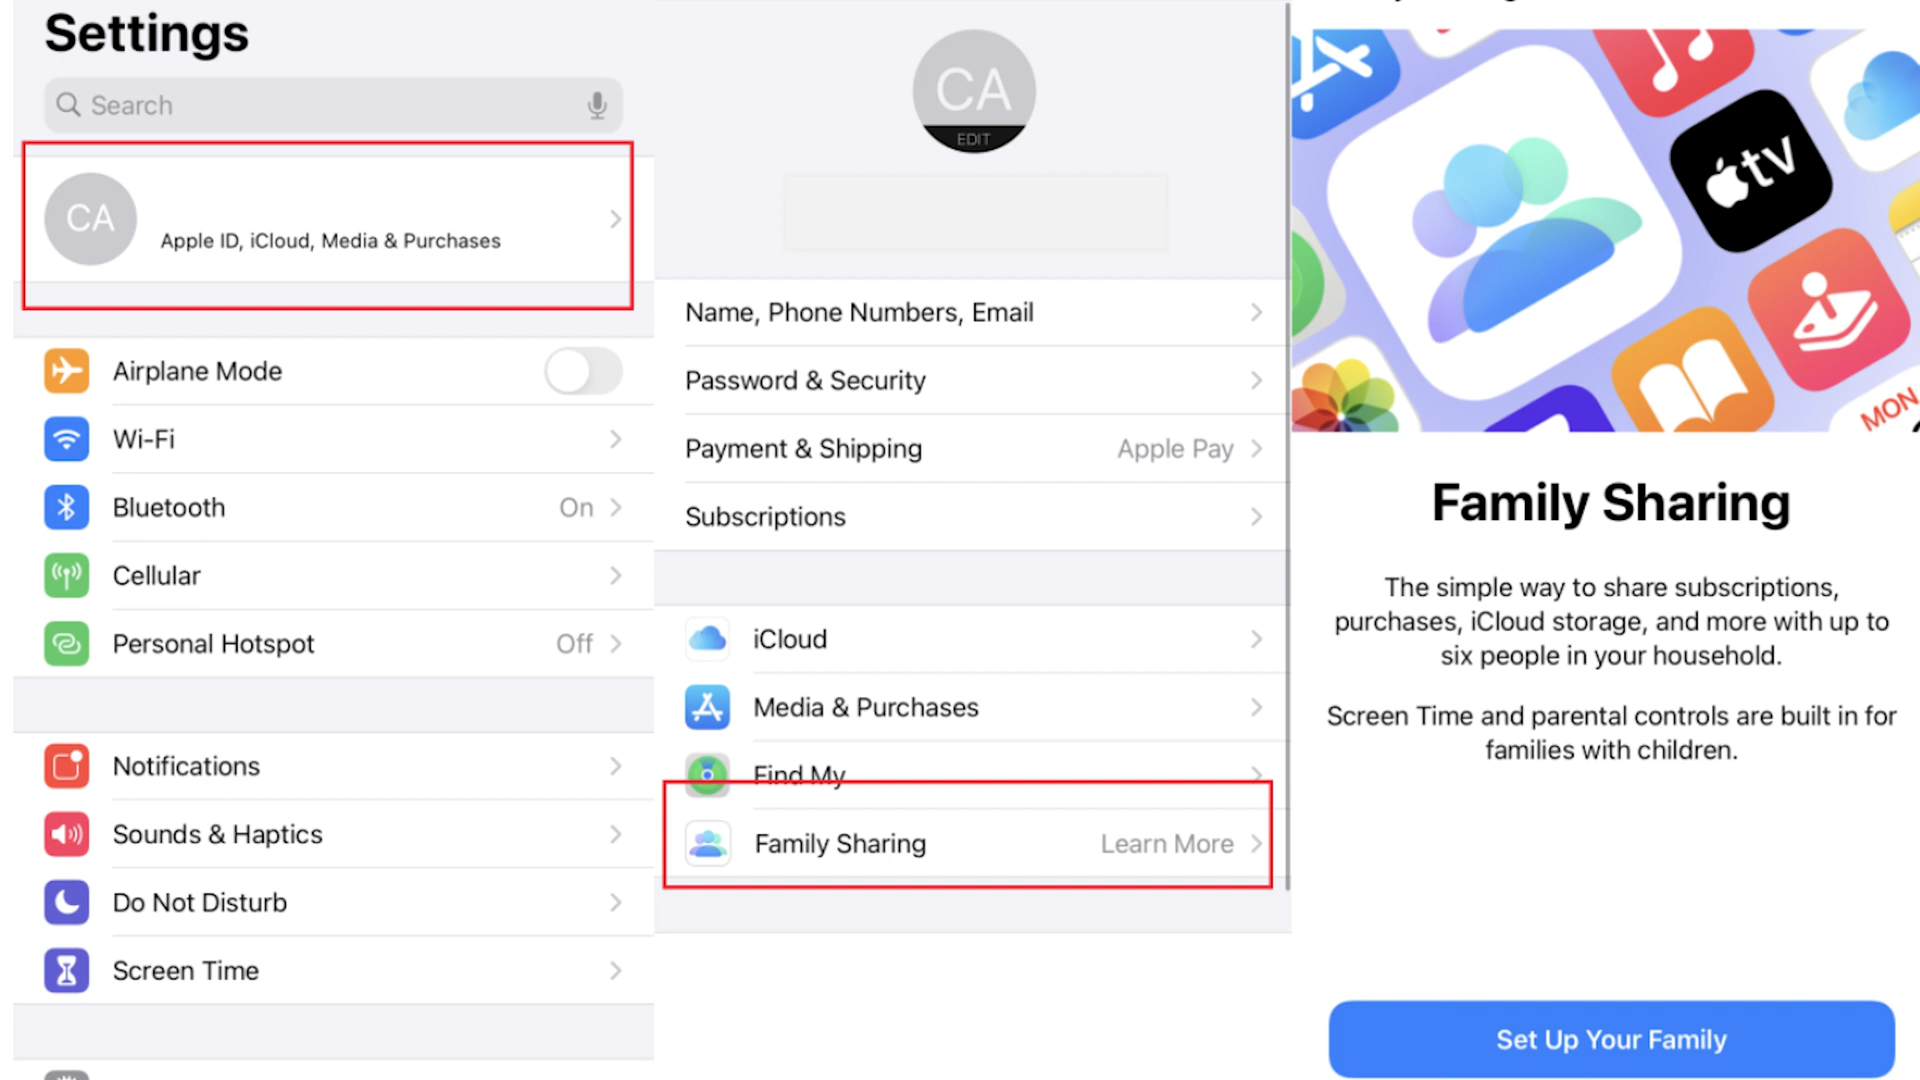 Settings
Search
CA
Apple ID, iCloud, Media & Purchases
Airplane Mode
Wi-Fi
Bluetooth On
Cellular
Personal Hotspot Off
Notifications
Sounds & Haptics
Do Not Disturb
Screen Time
CA
EDIT
Name, Phone Numbers, Email
Password & Security
Payment & Shipping Apple Pay
Subscriptions
iCloud
Media & Purchases
Find My
Family Sharing Learn More
tv
MON
Family Sharing
The simple way to share subscriptions,
purchases, iCloud storage, and more with up to
six people in your household.
Screen Time and parental controls are built in for
families with children.
Set Up Your Family